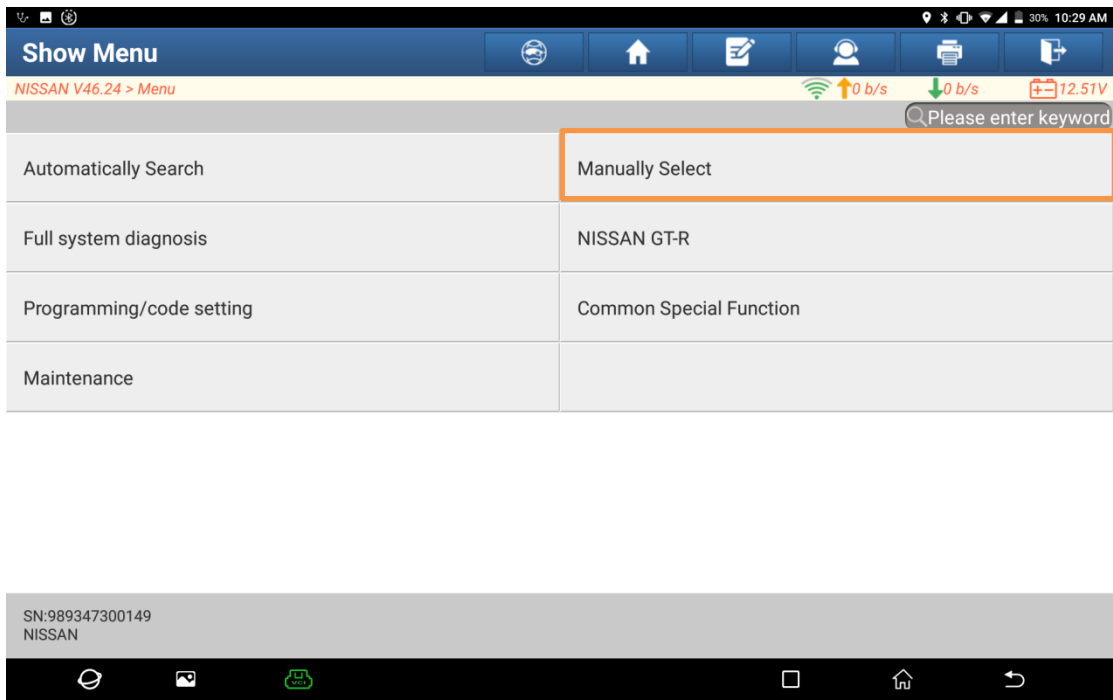 30% 10:29 AM
Show Menu
NISSAN V46.24 > Menu
0 b/s 0 b/s 12.51V
Please enter keyword
Automatically Search
Manually Select
Full system diagnosis
NISSAN GT-R
Programming/code setting
Common Special Function
Maintenance
SN:989347300149
NISSAN
VCI